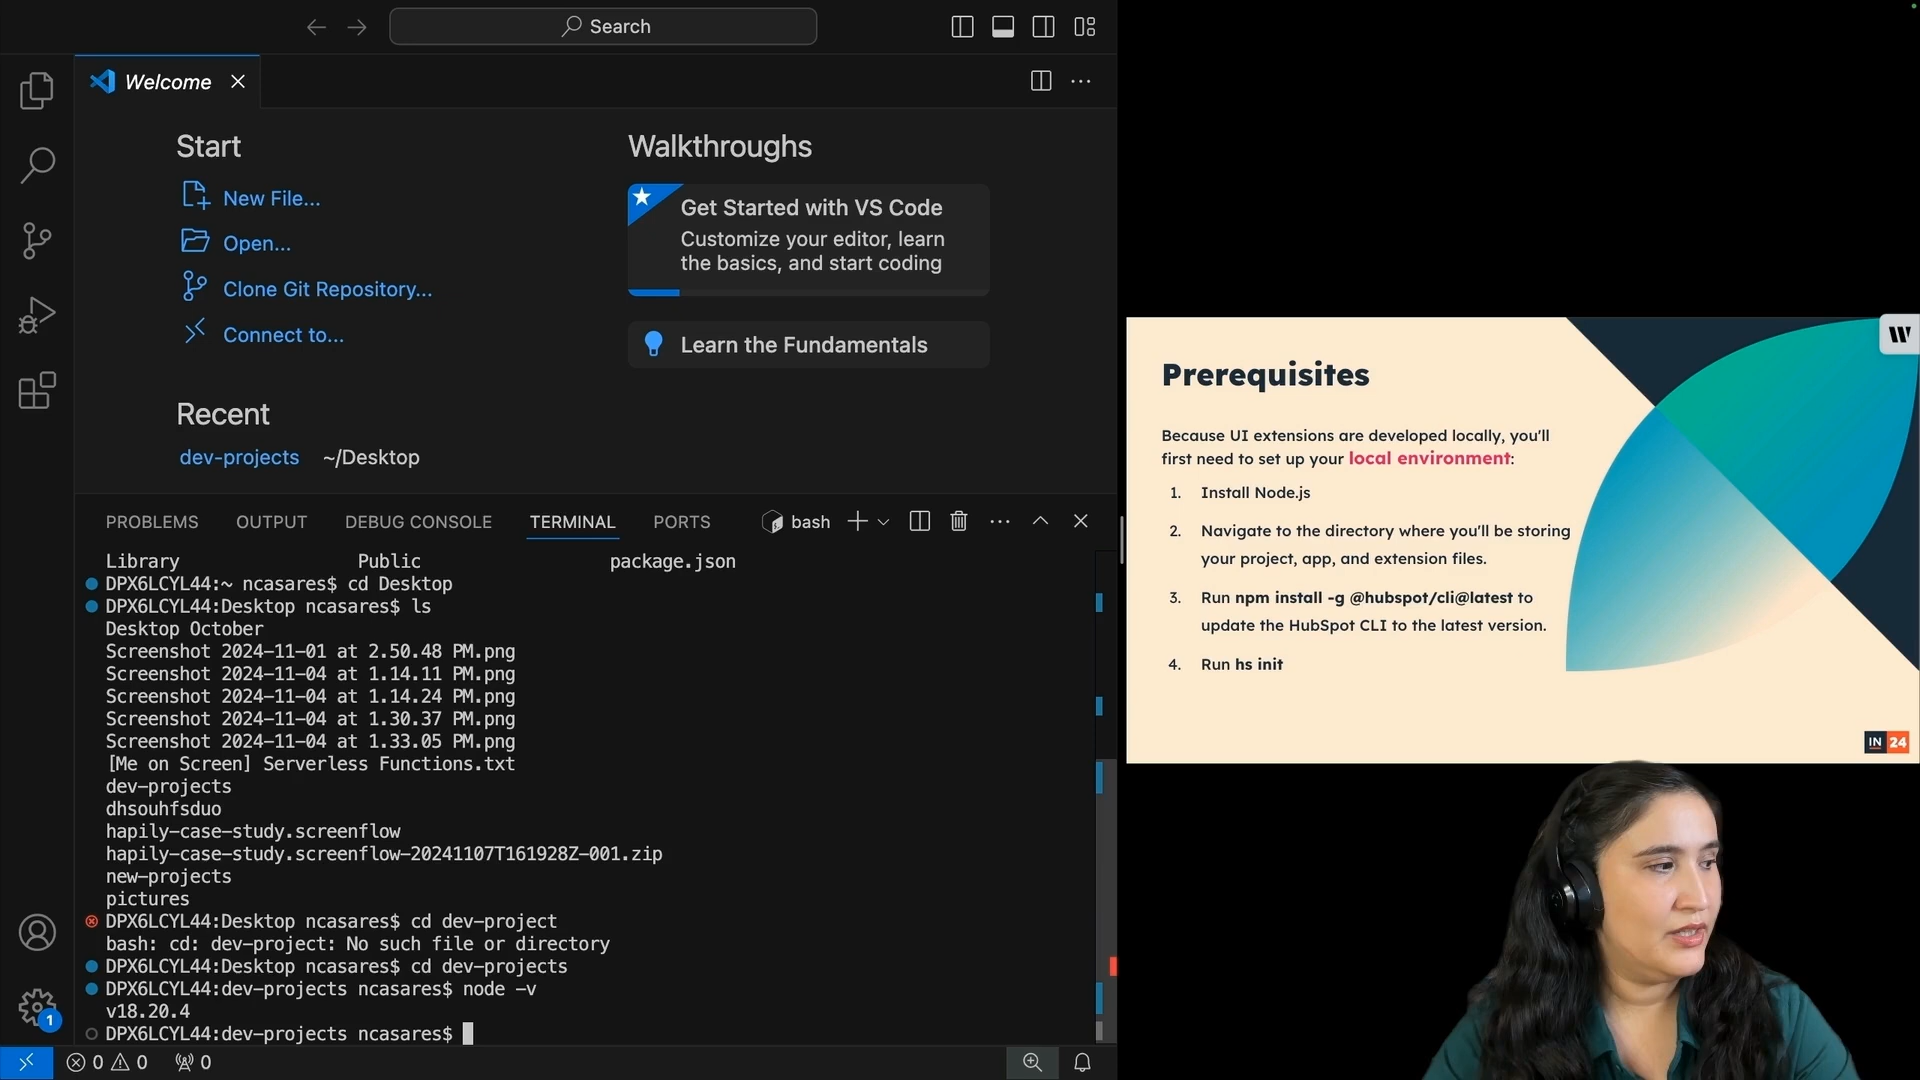 Search
Welcome
Start
New File...
Open...
Clone Git Repository...
Connect to...
Recent
dev-projects ~/Desktop
Walkthroughs
Get Started with VS Code
Customize your editor, learn
the basics, and start coding
Learn the Fundamentals
PROBLEMS OUTPUT DEBUG CONSOLE TERMINAL PORTS bash
Library Public package.json
DPX6LCYL44:~ ncasares$ cd Desktop
DPX6LCYL44:Desktop ncasares$ ls
Desktop October
Screenshot 2024-11-01 at 2.50.48 PM.png
Screenshot 2024-11-04 at 1.14.11 PM.png
Screenshot 2024-11-04 at 1.14.24 PM.png
Screenshot 2024-11-04 at 1.30.37 PM.png
Screenshot 2024-11-04 at 1.33.05 PM.png
[Me on Screen] Serverless Functions.txt
dev-projects
dhsouhfsduo
hapily-case-study.screenflow
hapily-case-study.screenflow-20241107T161928Z-001.zip
new-projects
pictures
DPX6LCYL44:Desktop ncasares$ cd dev-project
bash: cd: dev-project: No such file or directory
DPX6LCYL44:Desktop ncasares$ cd dev-projects
DPX6LCYL44:dev-projects ncasares$ node -v
v18.20.4
DPX6LCYL44:dev-projects ncasares$
1
0 0 0
Prerequisites
Because UI extensions are developed locally, you'll
first need to set up your local environment:
1. Install Node.js
2. Navigate to the directory where you'll be storing
your project, app, and extension files.
3. Run npm install -g @hubspot/cli@latest to
update the HubSpot CLI to the latest version.
4. Run hs init
W
IN 24